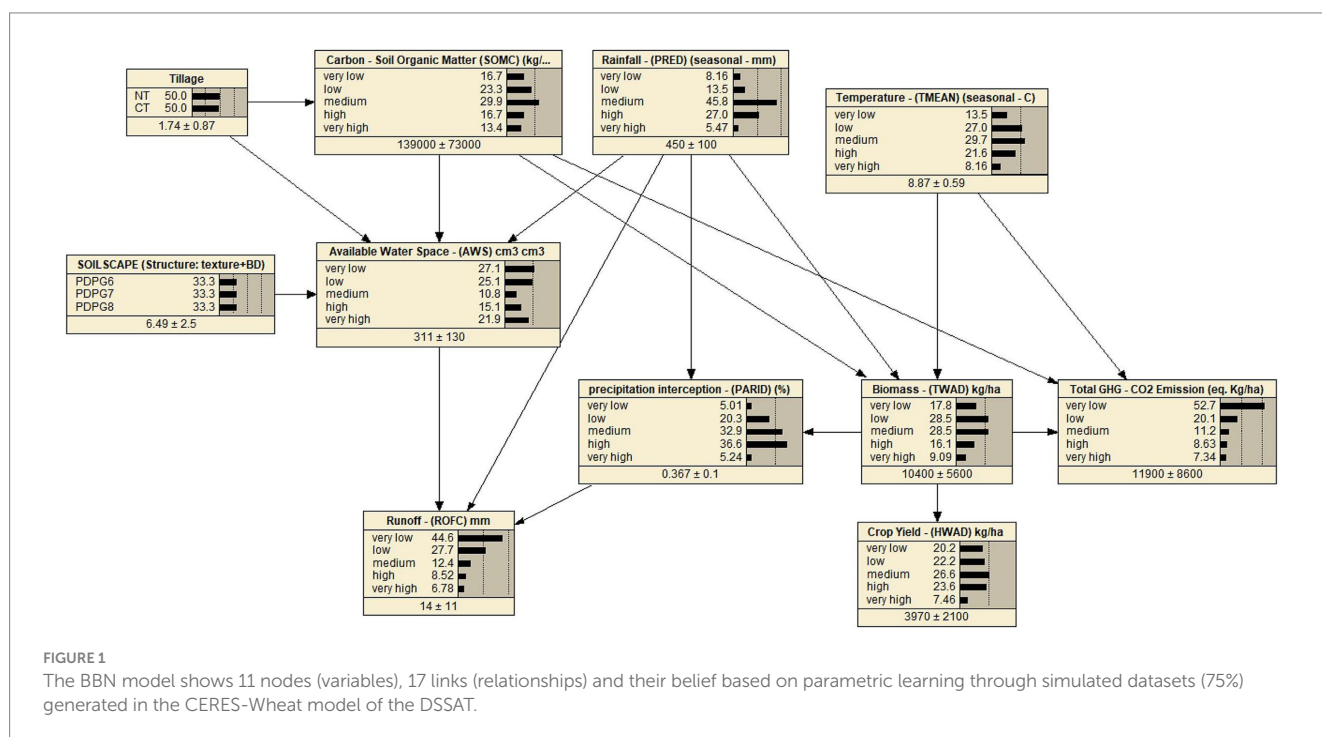 Tillage
NT 50.0
CT 50.0
1.74 ± 0.87
Carbon - Soil Organic Matter (SOMC) (kg/...
very low 16.7
low 23.3
medium 29.9
high 16.7
very high 13.4
139000 ± 73000
Rainfall - (PRED) (seasonal - mm)
very low 8.16
low 13.5
medium 45.8
high 27.0
very high 5.47
450 ± 100
Temperature - (TMEAN) (seasonal - C)
very low 13.5
low 27.0
medium 29.7
high 21.6
very high 8.16
8.87 ± 0.59
SOILSCAPE (Structure: texture+BD)
PDPG6 33.3
PDPG7 33.3
PDPG8 33.3
6.49 ± 2.5
Available Water Space - (AWS) cm3 cm3
very low 27.1
low 25.1
medium 10.8
high 15.1
very high 21.9
311 ± 130
precipitation interception - (PARID) (%)
very low 5.01
low 20.3
medium 32.9
high 36.6
very high 5.24
0.367 ± 0.1
Biomass - (TWAD) kg/ha
very low 17.8
low 28.5
medium 28.5
high 16.1
very high 9.09
10400 ± 5600
Total GHG - CO2 Emission (eq. Kg/ha)
very low 52.7
low 20.1
medium 11.2
high 8.63
very high 7.34
11900 ± 8600
Runoff - (ROFC) mm
very low 44.6
low 27.7
medium 12.4
high 8.52
very high 6.78
14 ± 11
Crop Yield - (HWAD) kg/ha
very low 20.2
low 22.2
medium 26.6
high 23.6
very high 7.46
3970 ± 2100
FIGURE 1
The BBN model shows 11 nodes (variables), 17 links (relationships) and their belief based on parametric learning through simulated datasets (75%)
generated in the CERES-Wheat model of the DSSAT.